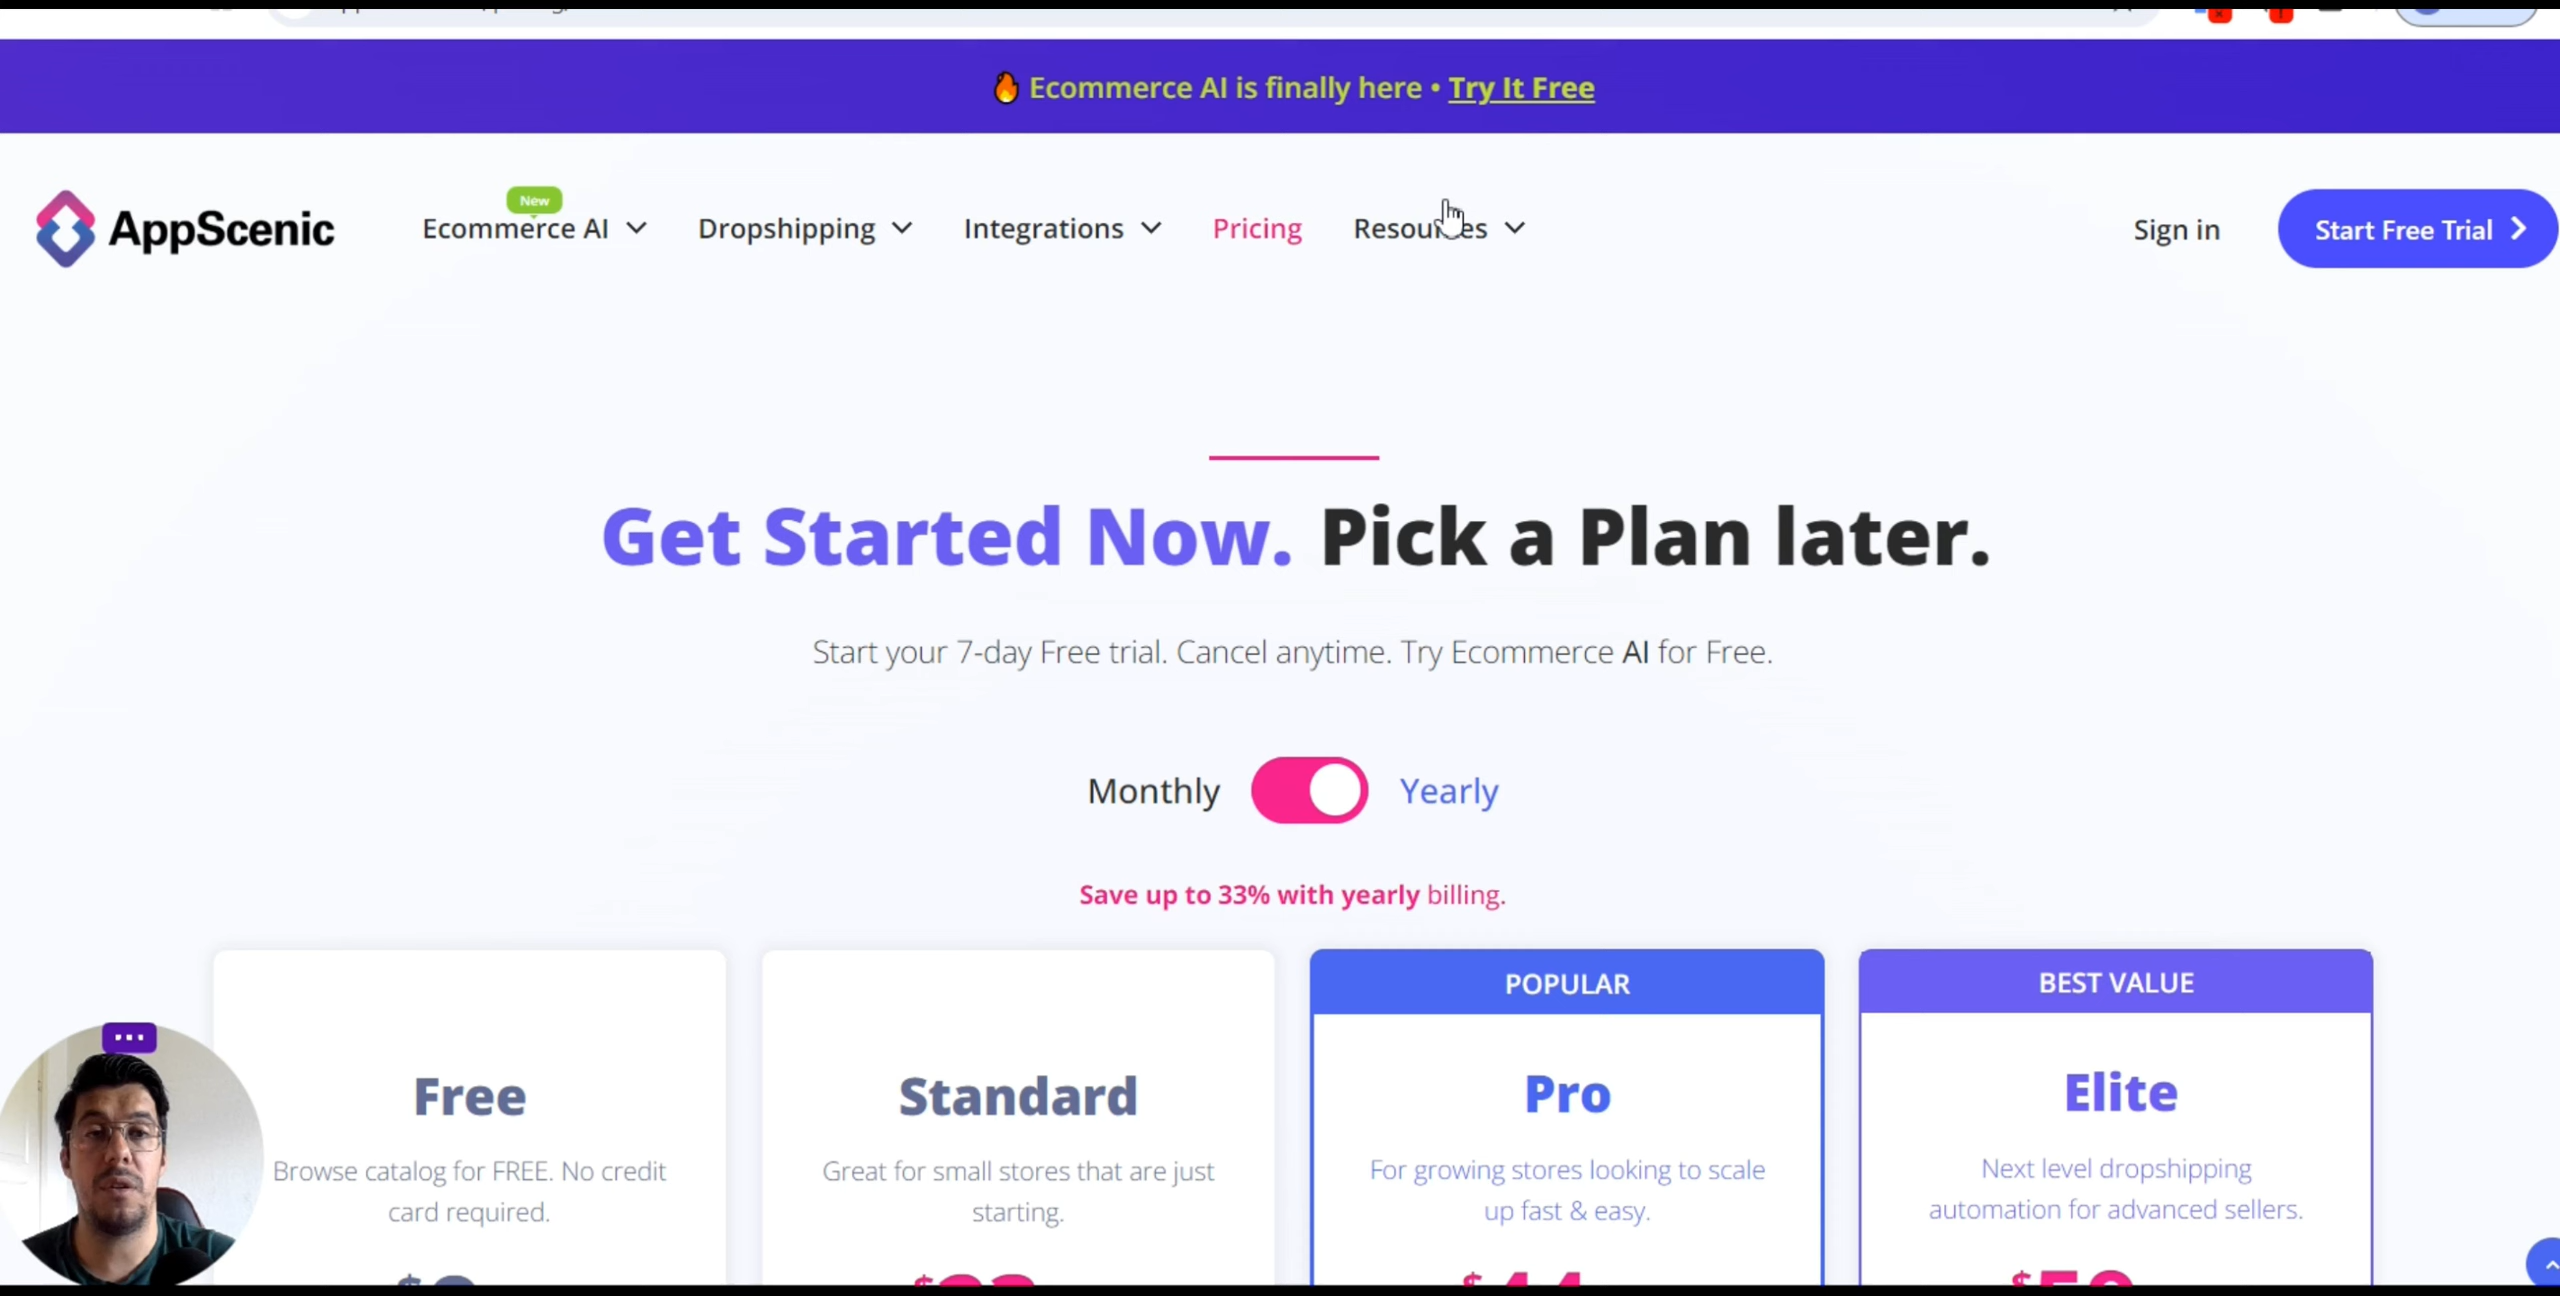 🔥 Ecommerce AI is finally here • Try It Free
AppScenic
New
Ecommerce AI
Dropshipping
Integrations
Pricing
Resources
Sign in
Start Free Trial
Get Started Now. Pick a Plan later.
Start your 7-day Free trial. Cancel anytime. Try Ecommerce AI for Free.
Monthly
Yearly
Save up to 33% with yearly billing.
Free
Browse catalog for FREE. No credit
card required.
Standard
Great for small stores that are just
starting.
POPULAR
Pro
For growing stores looking to scale
up fast & easy.
BEST VALUE
Elite
Next level dropshipping
automation for advanced sellers.